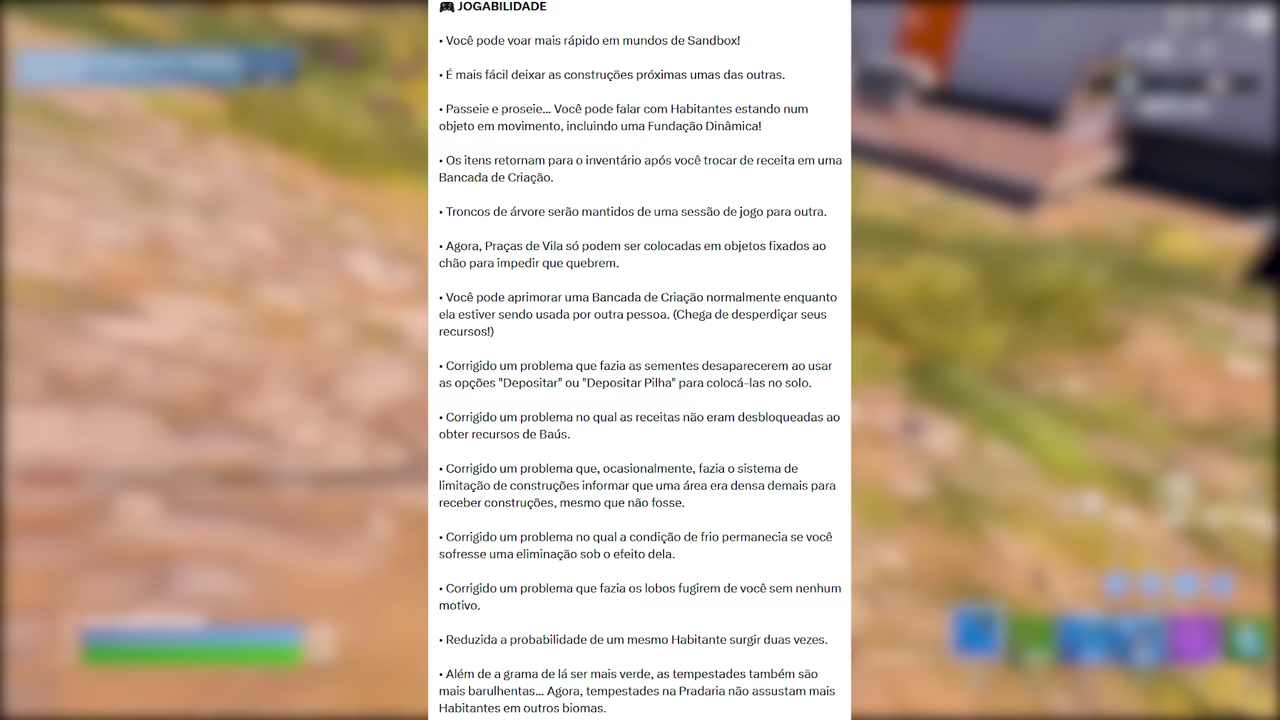 🎮 JOGABILIDADE
• Você pode voar mais rápido em mundos de Sandbox!
• É mais fácil deixar as construções próximas umas das outras.
• Passeie e proseie... Você pode falar com Habitantes estando num
objeto em movimento, incluindo uma Fundação Dinâmica!
• Os itens retornam para o inventário após você trocar de receita em uma
Bancada de Criação.
• Troncos de árvore serão mantidos de uma sessão de jogo para outra.
• Agora, Praças de Vila só podem ser colocadas em objetos fixados ao
chão para impedir que quebrem.
• Você pode aprimorar uma Bancada de Criação normalmente enquanto
ela estiver sendo usada por outra pessoa. (Chega de desperdiçar seus
recursos!)
• Corrigido um problema que fazia as sementes desaparecerem ao usar
as opções "Depositar" ou "Depositar Pilha" para colocá-las no solo.
• Corrigido um problema no qual as receitas não eram desbloqueadas ao
obter recursos de Baús.
• Corrigido um problema que, ocasionalmente, fazia o sistema de
limitação de construções informar que uma área era densa demais para
receber construções, mesmo que não fosse.
• Corrigido um problema no qual a condição de frio permanecia se você
sofresse uma eliminação sob o efeito dela.
• Corrigido um problema que fazia os lobos fugirem de você sem nenhum
motivo.
• Reduzida a probabilidade de um mesmo Habitante surgir duas vezes.
• Além de a grama de lá ser mais verde, as tempestades também são
mais barulhentas... Agora, tempestades na Pradaria não assustam mais
Habitantes em outros biomas.